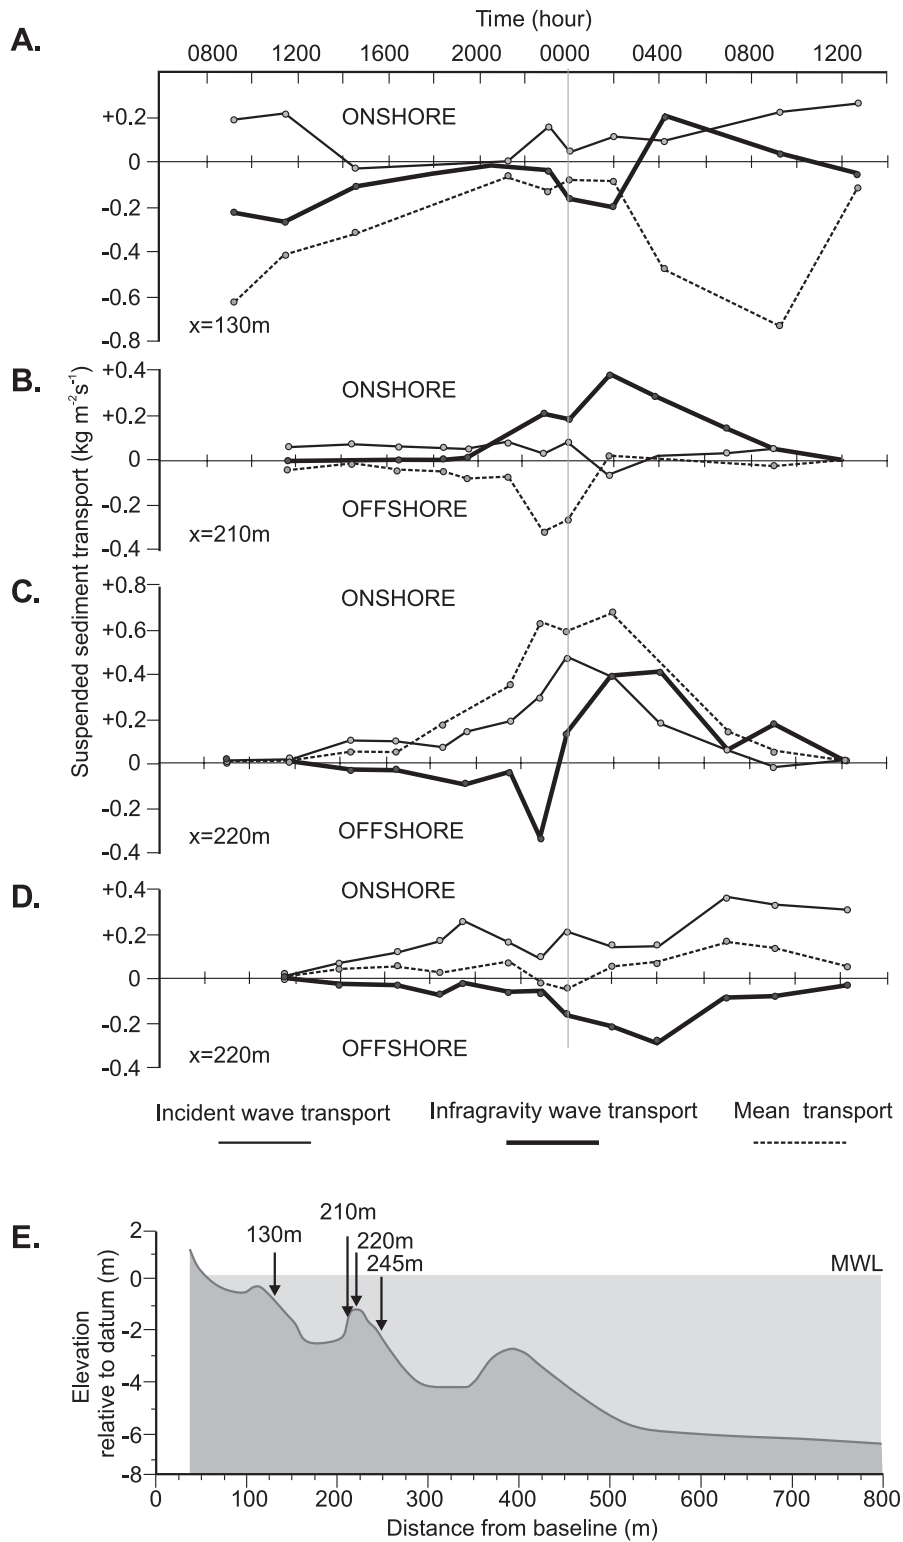 Time (hour)
A.
0800 1200 1600 2000 0000 0400 0800 1200
+0.2
ONSHORE
0
-0.2
-0.4
-0.6
x=130m
-0.8
Suspended sediment transport (kg m⁻²s⁻¹)
B.
+0.4
ONSHORE
+0.2
0
-0.2
OFFSHORE
x=210m
-0.4
C.
+0.8
ONSHORE
+0.6
+0.4
+0.2
0
-0.2
OFFSHORE
x=220m
-0.4
D.
+0.4
ONSHORE
+0.2
0
-0.2
OFFSHORE
x=220m
-0.4
Incident wave transport Infragravity wave transport Mean transport
E.
Elevation
relative to datum (m)
2
0
-2
-4
-6
-8
210m
130m
220m
245m
MWL
0 100 200 300 400 500 600 700 800
Distance from baseline (m)